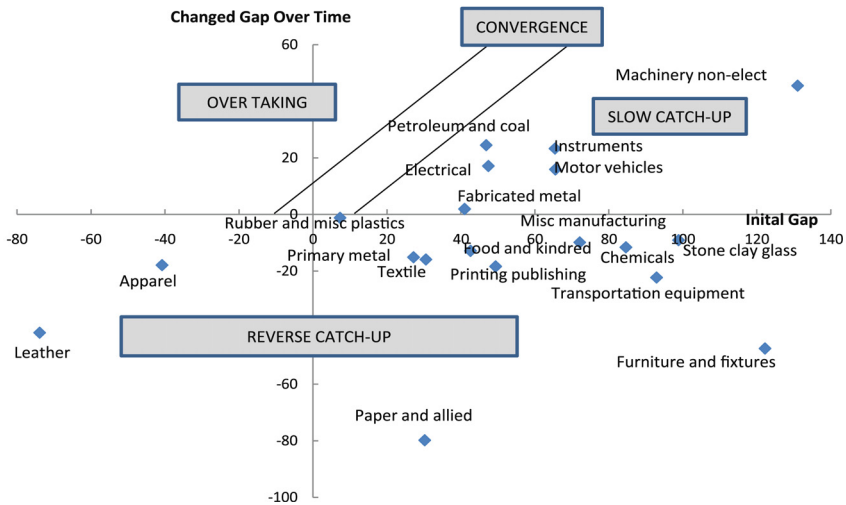 Changed Gap Over Time
CONVERGENCE
60
Machinery non-elect
OVER TAKING
SLOW CATCH-UP
Petroleum and coal
20
Instruments
Electrical
Motor vehicles
Fabricated metal
0
Rubber and misc plastics
Misc manufacturing
Inital Gap
-80 -60 -40 -20 0 20 40 60 80 100 120 140
Primary metal
Food and kindred
Chemicals
Stone clay glass
-20
Textile
Printing publishing
Apparel
Transportation equipment
REVERSE CATCH-UP
Leather
Furniture and fixtures
-60
Paper and allied
-80
-100